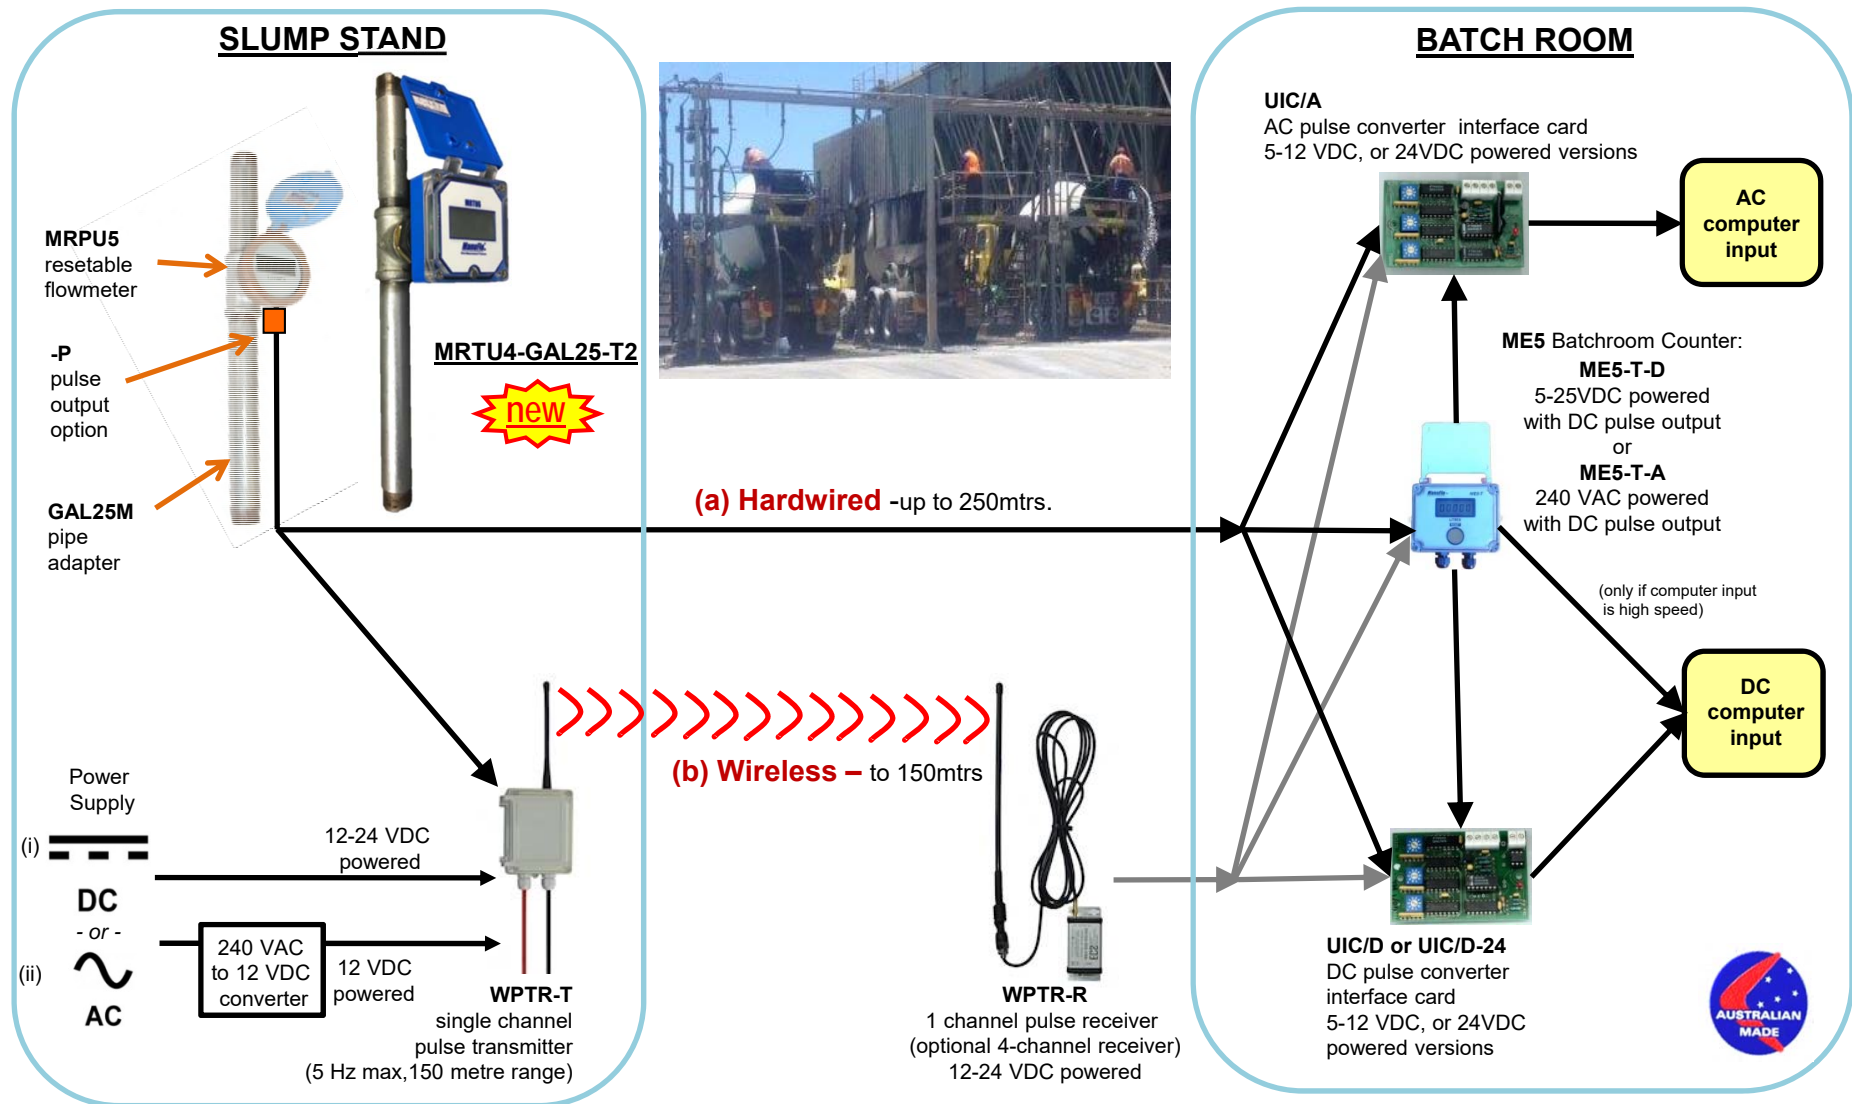 SLUMP STAND
BATCH ROOM
MRPU5
resetable
flowmeter
-P
pulse
output
option
GAL25M
pipe
adapter
MRTU4-GAL25-T2
new
(a) Hardwired -up to 250mtrs.
(b) Wireless – to 150mtrs
Power
Supply
(i)
DC
- or -
(ii)
AC
12-24 VDC
powered
240 VAC
to 12 VDC
converter
12 VDC
powered
WPTR-T
single channel
pulse transmitter
(5 Hz max,150 metre range)
WPTR-R
1 channel pulse receiver
(optional 4-channel receiver)
12-24 VDC powered
UIC/A
AC pulse converter interface card
5-12 VDC, or 24VDC powered versions
AC
computer
input
ME5 Batchroom Counter:
ME5-T-D
5-25VDC powered
with DC pulse output
or
ME5-T-A
240 VAC powered
with DC pulse output
(only if computer input
is high speed)
DC
computer
input
UIC/D or UIC/D-24
DC pulse converter
interface card
5-12 VDC, or 24VDC
powered versions
AUSTRALIAN
MADE